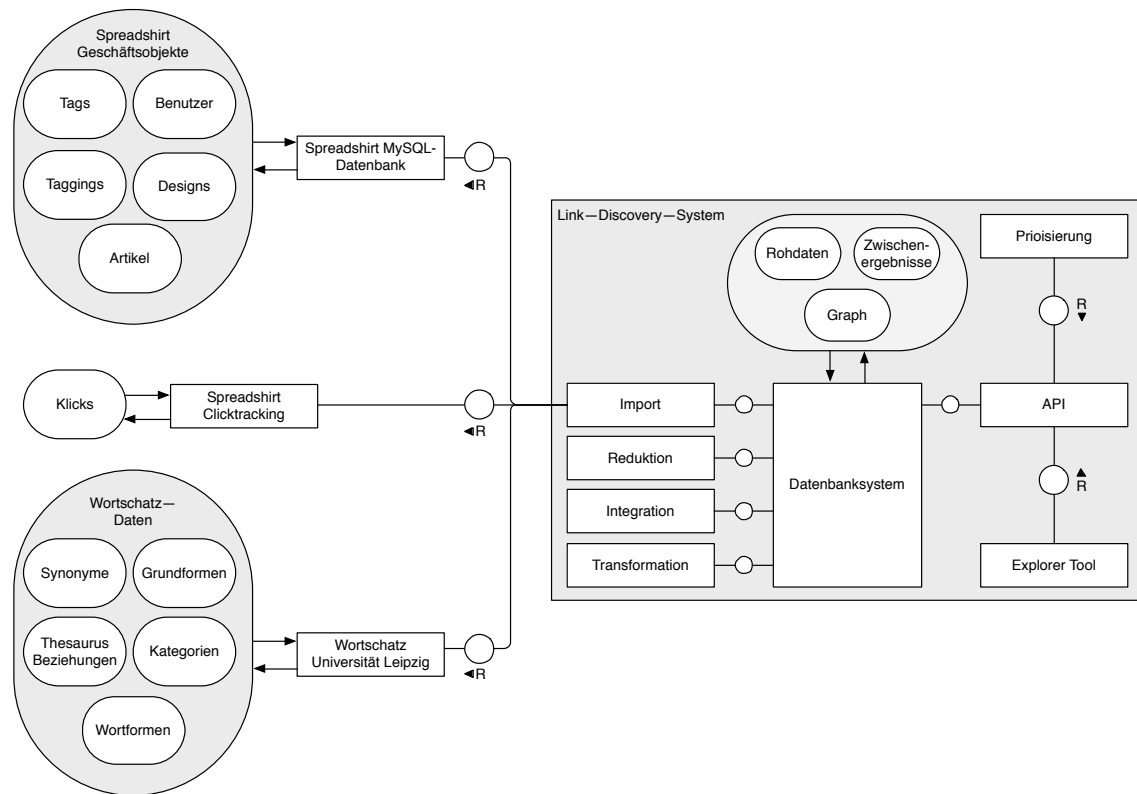 Spreadshirt
Geschäftsobjekte
Tags
Benutzer
Taggings
Designs
Artikel
Spreadshirt MySQL-
Datenbank
R
Klicks
Spreadshirt
Clicktracking
R
Wortschatz—
Daten
Synonyme
Grundformen
Thesaurus
Beziehungen
Kategorien
Wortformen
Wortschatz
Universität Leipzig
R
Link—Discovery—System
Rohdaten
Zwischen-
ergebnisse
Graph
Import
Reduktion
Integration
Transformation
Datenbanksystem
Prioisierung
R
API
R
Explorer Tool